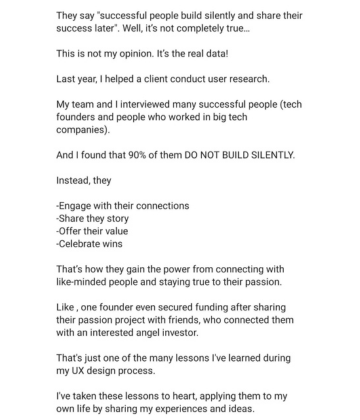 They say "successful people build silently and share their
success later". Well, it's not completely true…
This is not my opinion. It's the real data!
Last year, I helped a client conduct user research.
My team and I interviewed many successful people (tech
founders and people who worked in big tech
companies).
And I found that 90% of them DO NOT BUILD SILENTLY.
Instead, they
-Engage with their connections
-Share they story
-Offer their value
-Celebrate wins
That's how they gain the power from connecting with
like-minded people and staying true to their passion.
Like , one founder even secured funding after sharing
their passion project with friends, who connected them
with an interested angel investor.
That's just one of the many lessons I've learned during
my UX design process.
I've taken these lessons to heart, applying them to my
own life by sharing my experiences and ideas.